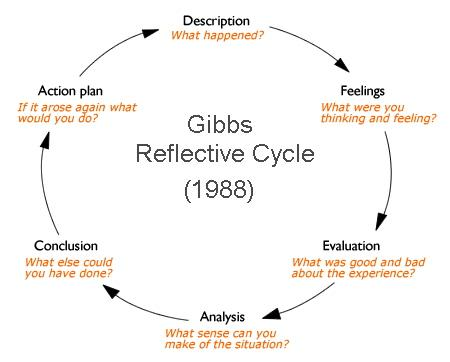 Description
What happened?
Feelings
What were you
thinking and feeling?
Evaluation
What was good and bad
about the experience?
Analysis
What sense can you
make of the situation?
Conclusion
What else could
you have done?
Action plan
If it arose again what
would you do?
Gibbs
Reflective Cycle
(1988)